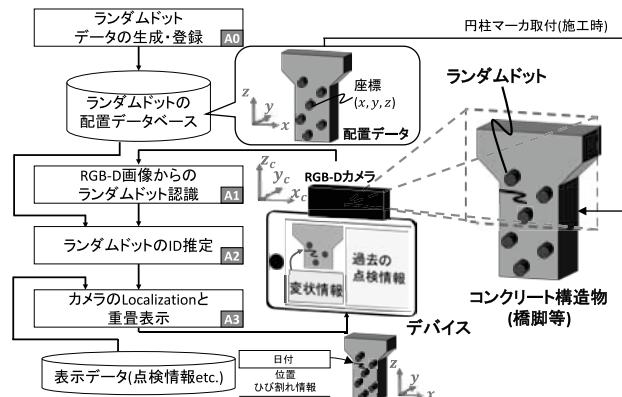 ランダムドット
データの生成・登録
A0
円柱マーカ取付(施工時)
ランダムドットの
配置データベース
座標
(x, y, z)
z
y
x
配置データ
ランダムドット
RGB-D画像からの
ランダムドット認識
A1
z_c
y_c
x_c
RGB-Dカメラ
ランダムドットのID推定
A2
変状情報
過去の
点検情報
カメラのLocalizationと
重畳表示
A3
デバイス
コンクリート構造物
(橋脚等)
表示データ(点検情報etc.)
日付
位置
ひび割れ情報
z
y
x